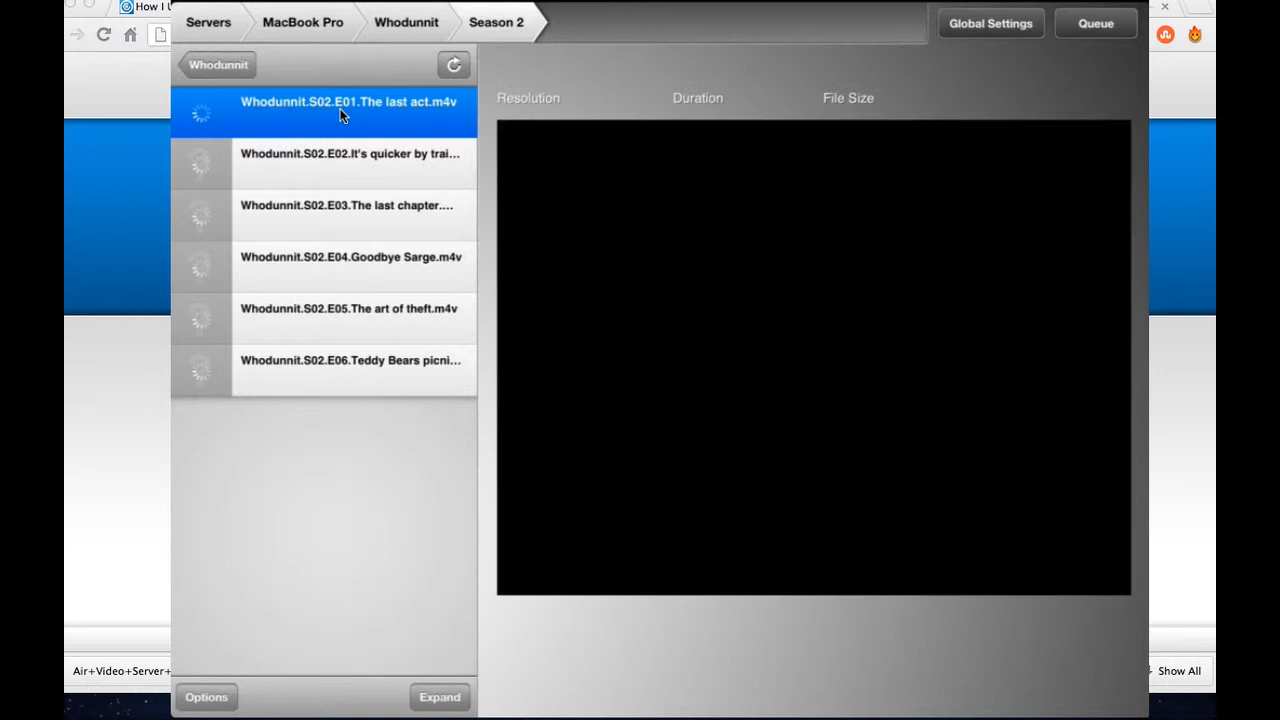 How I U
Servers
MacBook Pro
Whodunnit
Season 2
Global Settings
Queue
Whodunnit
Resolution
Duration
File Size
Whodunnit.S02.E01.The last act.m4v
Whodunnit.S02.E02.It's quicker by trai...
Whodunnit.S02.E03.The last chapter....
Whodunnit.S02.E04.Goodbye Sarge.m4v
Whodunnit.S02.E05.The art of theft.m4v
Whodunnit.S02.E06.Teddy Bears picni...
Air+Video+Server+
Show All
Options
Expand